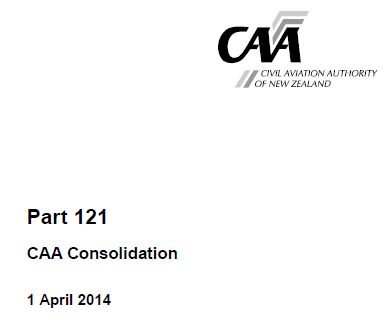 CAA
CIVIL AVIATION AUTHORITY
OF NEW ZEALAND
Part 121
CAA Consolidation
1 April 2014